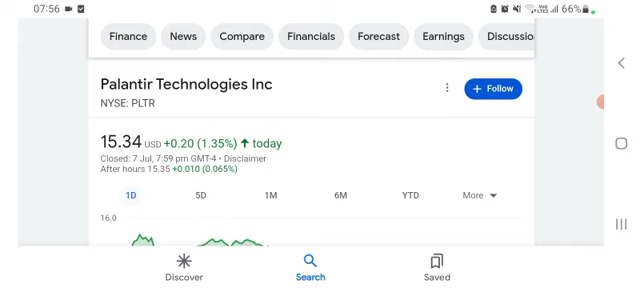 07:56
66%
Finance News Compare Financials Forecast Earnings Discussio
Palantir Technologies Inc
NYSE: PLTR
+ Follow
15.34 USD +0.20 (1.35%) ↑ today
Closed: 7 Jul, 7:59 pm GMT-4 • Disclaimer
After hours 15.35 +0.010 (0.065%)
1D 5D 1M 6M YTD More
16.0
Discover Search Saved